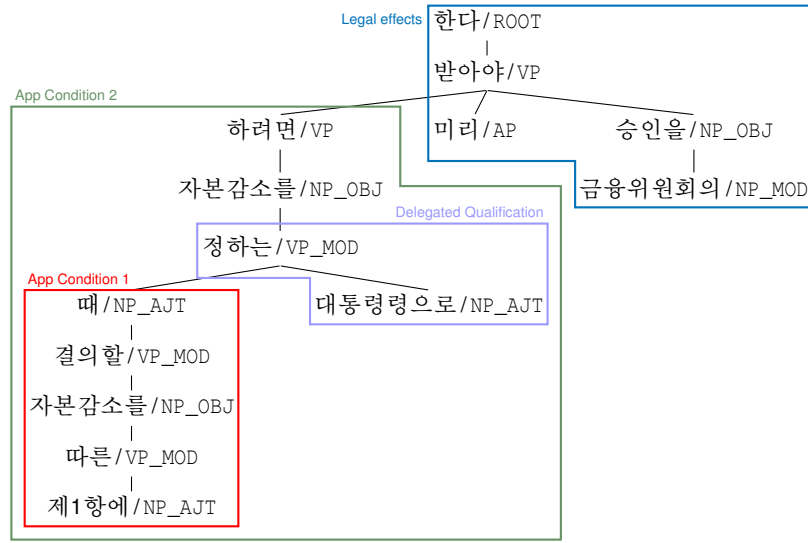 Legal effects
한다/ROOT
받아야/VP
App Condition 2
하려면/VP
미리/AP
승인을/NP_OBJ
자본감소를/NP_OBJ
금융위원회의/NP_MOD
Delegated Qualification
정하는/VP_MOD
App Condition 1
때/NP_AJT
대통령령으로/NP_AJT
결의할/VP_MOD
자본감소를/NP_OBJ
따른/VP_MOD
제1항에/NP_AJT